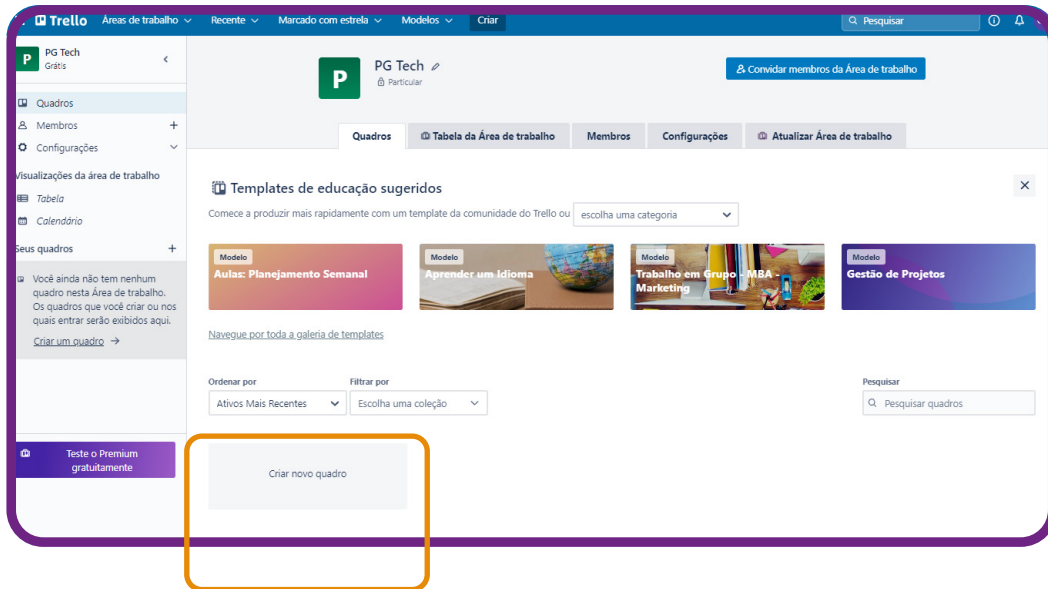 Trello Áreas de trabalho Recente Marcado com estrela Modelos Criar Pesquisar
P PG Tech
Grátis
Quadros
Membros
Configurações
Visualizações da área de trabalho
Tabela
Calendário
Seus quadros
Você ainda não tem nenhum
quadro nesta Área de trabalho.
Os quadros que você criar ou nos
quais entrar serão exibidos aqui.
Criar um quadro
Teste o Premium
gratuitamente
P PG Tech
Particular
Convidar membros da Área de trabalho
Quadros Tabela da Área de trabalho Membros Configurações Atualizar Área de trabalho
Templates de educação sugeridos
Comece a produzir mais rapidamente com um template da comunidade do Trello ou escolha uma categoria
Modelo
Aulas: Planejamento Semanal
Modelo
Aprender um Idioma
Modelo
Trabalho em Grupo - MBA -
Marketing
Modelo
Gestão de Projetos
Navegue por toda a galeria de templates
Ordenar por Filtrar por Pesquisar
Ativos Mais Recentes Escolha uma coleção Pesquisar quadros
Criar novo quadro